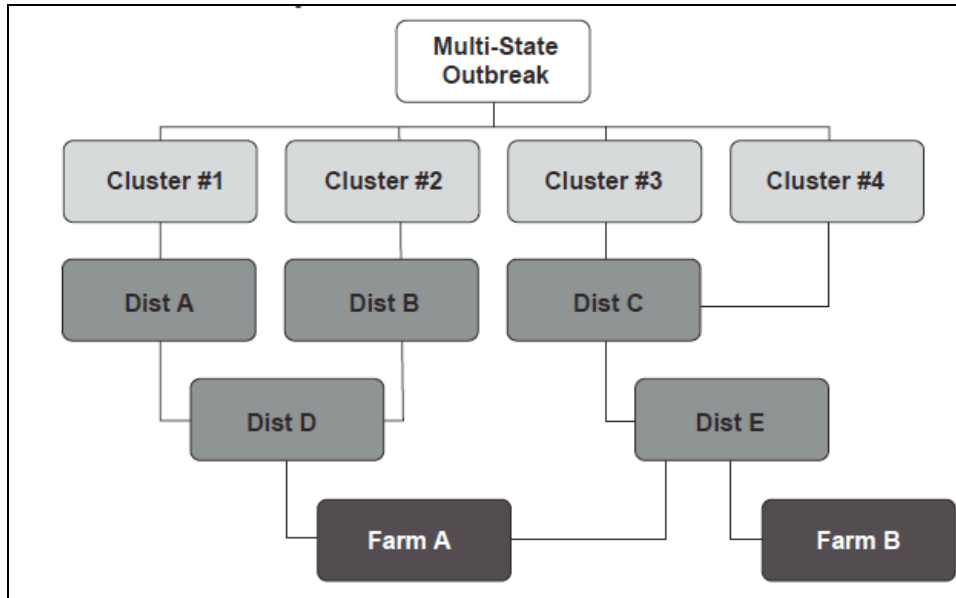 Multi-State
Outbreak
Cluster #1
Cluster #2
Cluster #3
Cluster #4
Dist A
Dist B
Dist C
Dist D
Dist E
Farm A
Farm B